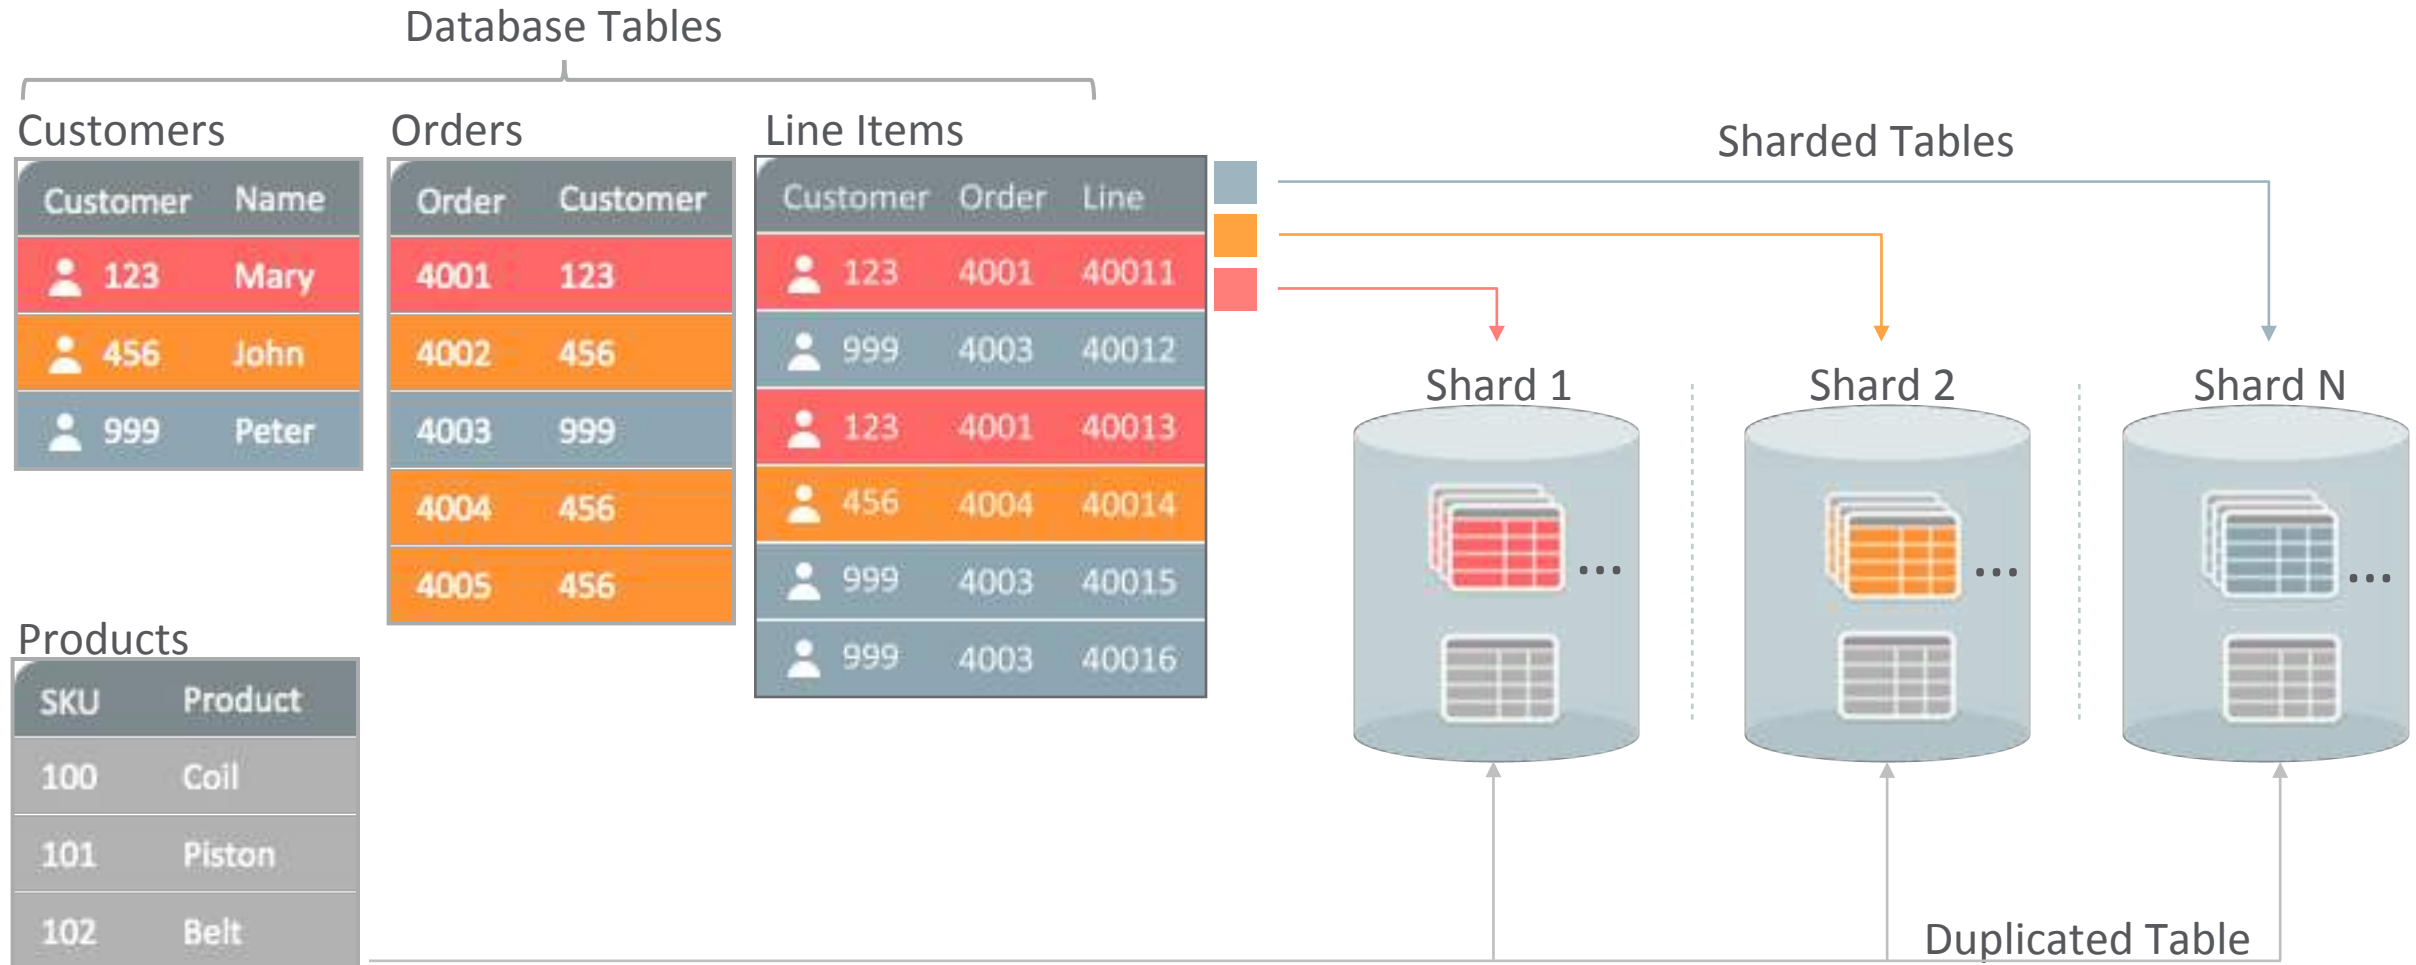 Database Tables
Customers
Customer Name
123 Mary
456 John
999 Peter
Orders
Order Customer
4001 123
4002 456
4003 999
4004 456
4005 456
Line Items
Customer Order Line
123 4001 40011
999 4003 40012
123 4001 40013
456 4004 40014
999 4003 40015
999 4003 40016
Products
SKU Product
100 Coil
101 Piston
102 Belt
Sharded Tables
Shard 1
Shard 2
Shard N
...
...
...
Duplicated Table